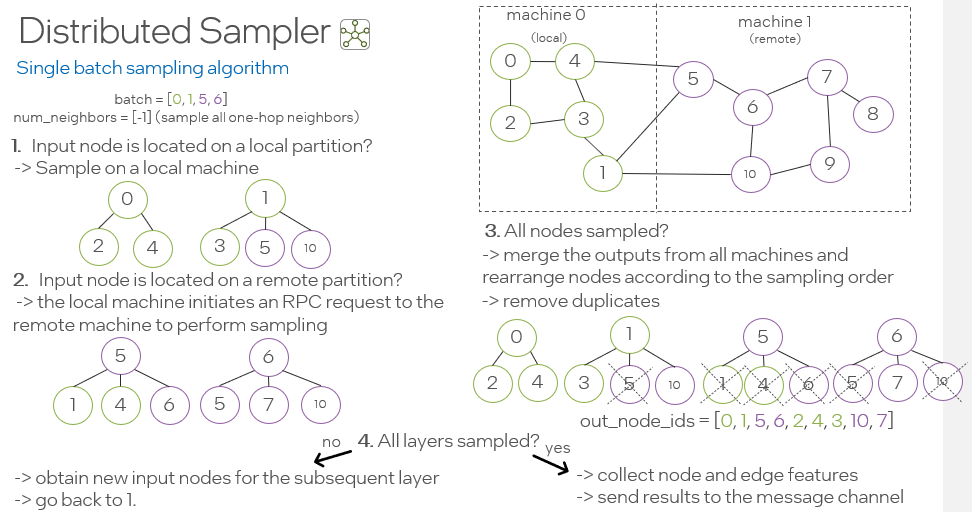 Distributed Sampler
Single batch sampling algorithm
batch = [0, 1, 5, 6]
num_neighbors = [-1] (sample all one-hop neighbors)
1. Input node is located on a local partition?
-> Sample on a local machine
0
1
2
4
3
5
10
2. Input node is located on a remote partition?
-> the local machine initiates an RPC request to the
remote machine to perform sampling
5
6
1
4
6
5
7
10
machine 0
(local)
machine 1
(remote)
0
4
5
7
6
8
2
3
1
10
9
3. All nodes sampled?
-> merge the outputs from all machines and
rearrange nodes according to the sampling order
-> remove duplicates
0
1
5
6
2
4
3
5
10
1
4
6
5
7
10
out_node_ids = [0, 1, 5, 6, 2, 4, 3, 10, 7]
no
4. All layers sampled?
yes
-> obtain new input nodes for the subsequent layer
-> go back to 1.
-> collect node and edge features
-> send results to the message channel